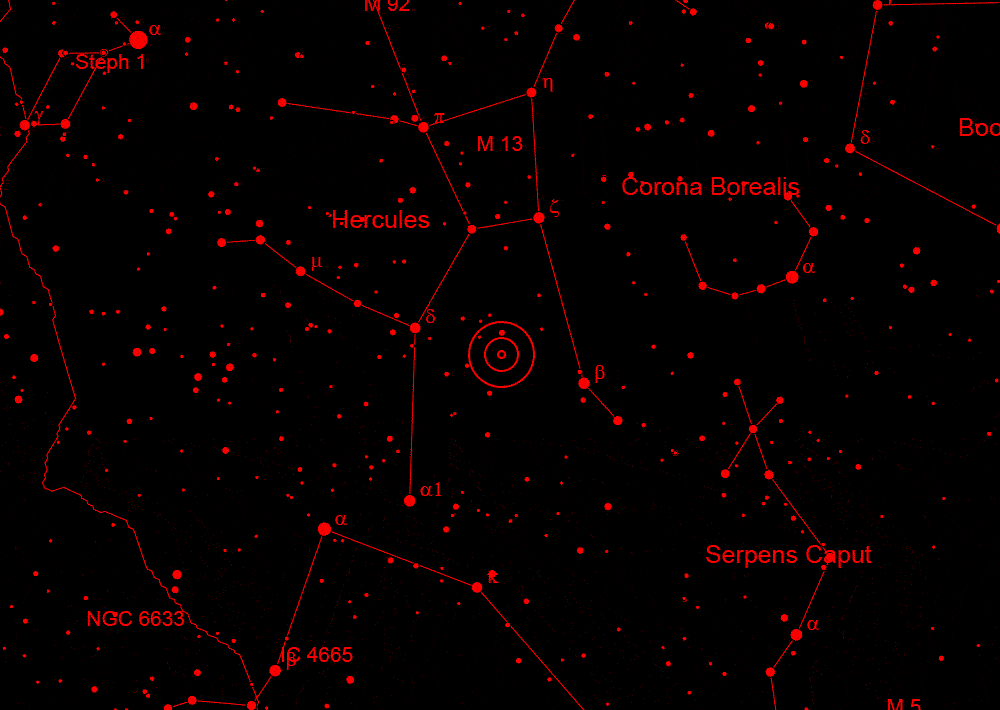 M 92
α
Steph 1
γ
η
π
M 13
Boo
δ
Corona Borealis
ζ
Hercules
μ
α
δ
β
α1
α
Serpens Caput
κ
NGC 6633
α
IC 4665
β
M 5